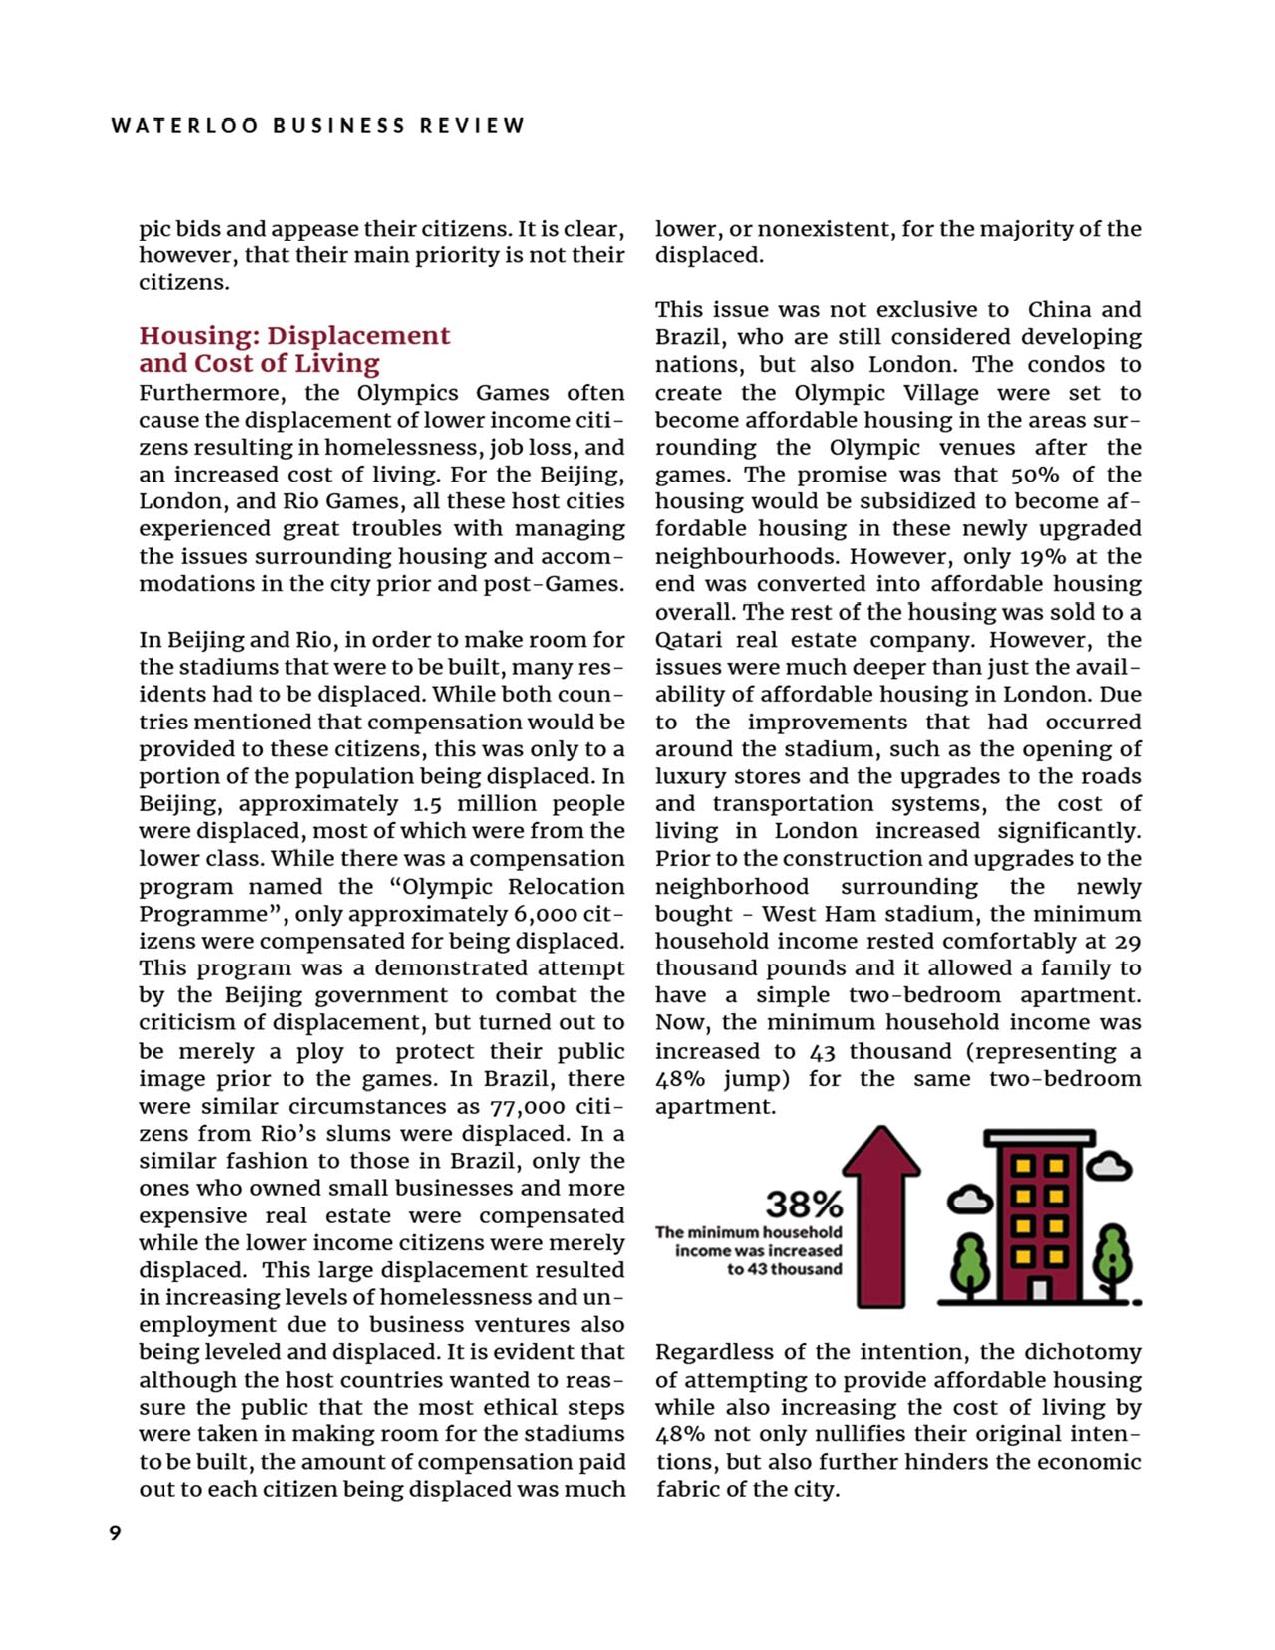 WATERLOO BUSINESS REVIEW
pic bids and appease their citizens. It is clear,
however, that their main priority is not their
citizens.
Housing: Displacement
and Cost of Living
Furthermore, the Olympics Games often
cause the displacement of lower income citi-
zens resulting in homelessness, job loss, and
an increased cost of living. For the Beijing,
London, and Rio Games, all these host cities
experienced great troubles with managing
the issues surrounding housing and accom-
modations in the city prior and post-Games.
In Beijing and Rio, in order to make room for
the stadiums that were to be built, many res-
idents had to be displaced. While both coun-
tries mentioned that compensation would be
provided to these citizens, this was only to a
portion of the population being displaced. In
Beijing, approximately 1.5 million people
were displaced, most of which were from the
lower class. While there was a compensation
program named the “Olympic Relocation
Programme”, only approximately 6,000 cit-
izens were compensated for being displaced.
This program was a demonstrated attempt
by the Beijing government to combat the
criticism of displacement, but turned out to
be merely a ploy to protect their public
image prior to the games. In Brazil, there
were similar circumstances as 77,000 citi-
zens from Rio’s slums were displaced. In a
similar fashion to those in Brazil, only the
ones who owned small businesses and more
expensive real estate were compensated
while the lower income citizens were merely
displaced. This large displacement resulted
in increasing levels of homelessness and un-
employment due to business ventures also
being leveled and displaced. It is evident that
although the host countries wanted to reas-
sure the public that the most ethical steps
were taken in making room for the stadiums
to be built, the amount of compensation paid
out to each citizen being displaced was much
lower, or nonexistent, for the majority of the
displaced.
This issue was not exclusive to China and
Brazil, who are still considered developing
nations, but also London. The condos to
create the Olympic Village were set to
become affordable housing in the areas sur-
rounding the Olympic venues after the
games. The promise was that 50% of the
housing would be subsidized to become af-
fordable housing in these newly upgraded
neighbourhoods. However, only 19% at the
end was converted into affordable housing
overall. The rest of the housing was sold to a
Qatari real estate company. However, the
issues were much deeper than just the avail-
ability of affordable housing in London. Due
to the improvements that had occurred
around the stadium, such as the opening of
luxury stores and the upgrades to the roads
and transportation systems, the cost of
living in London increased significantly.
Prior to the construction and upgrades to the
neighborhood surrounding the newly
bought - West Ham stadium, the minimum
household income rested comfortably at 29
thousand pounds and it allowed a family to
have a simple two-bedroom apartment.
Now, the minimum household income was
increased to 43 thousand (representing a
48% jump) for the same two-bedroom
apartment.
38%
The minimum household
income was increased
to 43 thousand
Regardless of the intention, the dichotomy
of attempting to provide affordable housing
while also increasing the cost of living by
48% not only nullifies their original inten-
tions, but also further hinders the economic
fabric of the city.
9